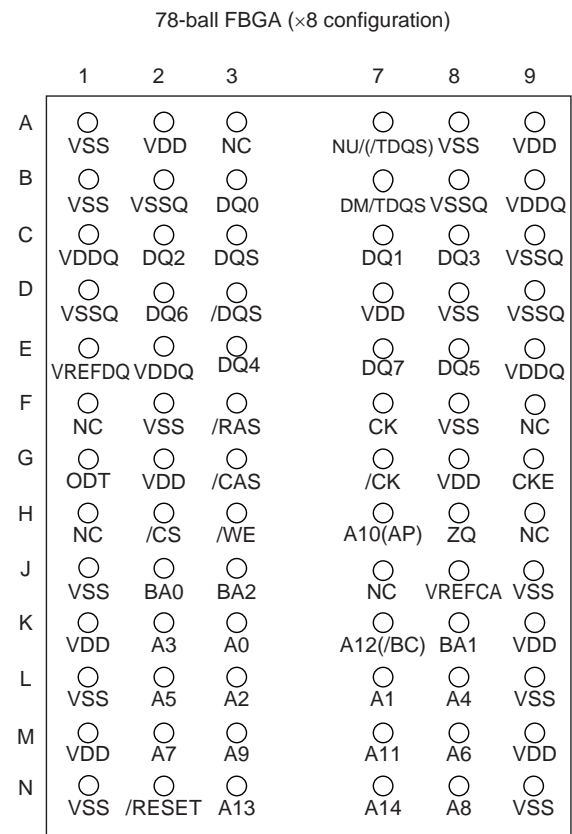 78-ball FBGA (×8 configuration)
1 2 3 7 8 9
A
VSS VDD NC NU/(/TDQS) VSS VDD
B
VSS VSSQ DQ0 DM/TDQS VSSQ VDDQ
C
VDDQ DQ2 DQS DQ1 DQ3 VSSQ
D
VSSQ DQ6 /DQS VDD VSS VSSQ
E
VREFDQ VDDQ DQ4 DQ7 DQ5 VDDQ
F
NC VSS /RAS CK VSS NC
G
ODT VDD /CAS /CK VDD CKE
H
NC /CS /WE A10(AP) ZQ NC
J
VSS BA0 BA2 NC VREFCA VSS
K
VDD A3 A0 A12(/BC) BA1 VDD
L
VSS A5 A2 A1 A4 VSS
M
VDD A7 A9 A11 A6 VDD
N
VSS /RESET A13 A14 A8 VSS